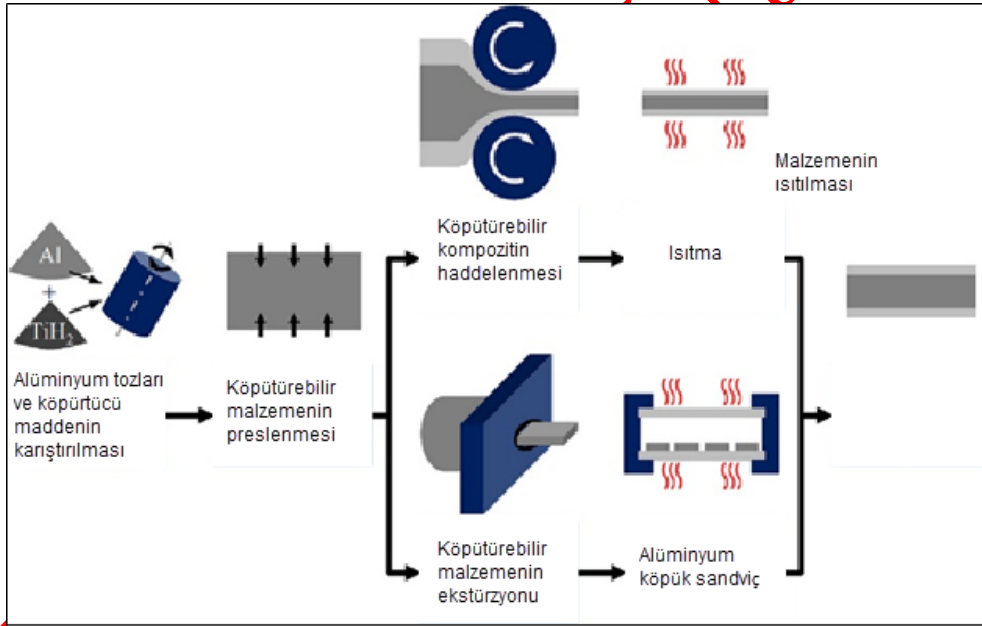 Malzemenin
ısıtılması
Köpütürebilir
kompozitin
haddelenmesi
Isıtma
Al
+
TiH2
Alüminyum tozları
ve köpürtücü
maddenin
karıştırılması
Köpütürebilir
malzemenin
preslenmesi
Köpütürebilir
malzemenin
ekstürzyonu
Alüminyum
köpük sandviç